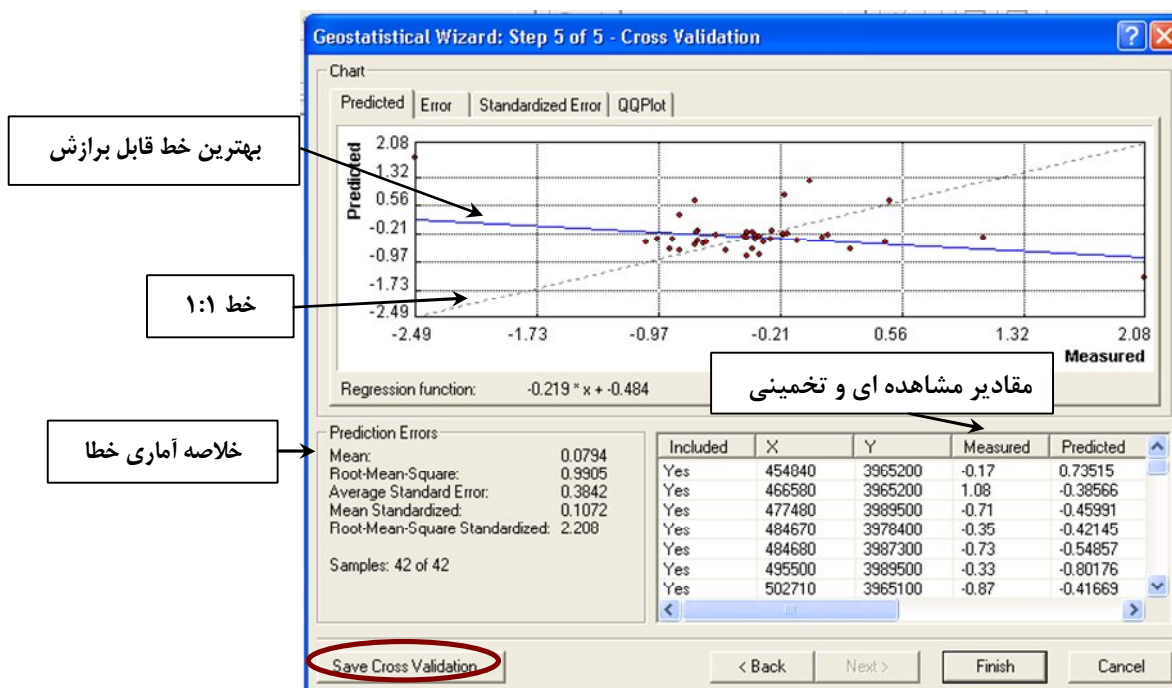 Geostatistical Wizard: Step 5 of 5 - Cross Validation
Chart
Predicted Error Standardized Error QQPlot
بهترین خط قابل برازش
Predicted
2.08
1.32
0.56
-0.21
-0.97
-1.73
-2.49
خط ۱:۱
-2.49 -1.73 -0.97 -0.21 0.56 1.32 2.08
Measured
Regression function: -0.219 * x + -0.484
مقادیر مشاهده ای و تخمینی
خلاصه آماری خطا
Prediction Errors
Mean: 0.0794
Root-Mean-Square: 0.9905
Average Standard Error: 0.3842
Mean Standardized: 0.1072
Root-Mean-Square Standardized: 2.208
Samples: 42 of 42
Included X Y Measured Predicted
Yes 454840 3965200 -0.17 0.73515
Yes 466580 3965200 1.08 -0.38566
Yes 477480 3989500 -0.71 -0.45991
Yes 484670 3978400 -0.35 -0.42145
Yes 484680 3987300 -0.73 -0.54857
Yes 495500 3989500 -0.33 -0.80176
Yes 502710 3965100 -0.87 -0.41669
Save Cross Validation < Back Next > Finish Cancel